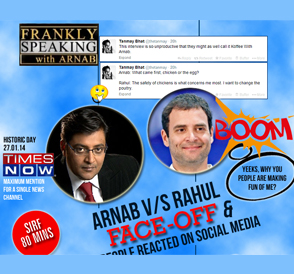 FRANKLY
SPEAKING
with ARNAB
Tanmay Bhat
This interview is so unproductive that they might as well call it Koffee With
Arnab
Expand
Tanmay Bhat
Arnab: What came first, chicken or the egg?
Rahul: The safety of chickens is what concerns me most. I want to change the
poultry.
Expand
HISTORIC DAY
27.01.14
TIMES
NOW
MAXIMUM MENTION
FOR A SINGLE NEWS
CHANNEL
SIRF
80 MINS
BOOM
YEEKS, WHY YOU
PEOPLE ARE MAKING
FUN OF ME?
ARNAB V/S RAHUL
FACE-OFF &
PEOPLE REACTED ON SOCIAL MEDIA